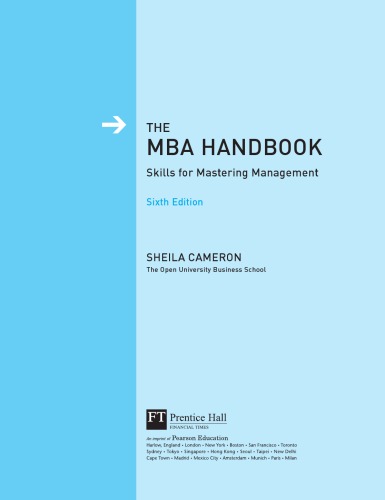 THE
MBA HANDBOOK
Skills for Mastering Management
Sixth Edition
SHEILA CAMERON
The Open University Business School
FT Prentice Hall
FINANCIAL TIMES
An imprint of Pearson Education
Harlow, England • London • New York • Boston • San Francisco • Toronto
Sydney • Tokyo • Singapore • Hong Kong • Seoul • Taipei • New Delhi
Cape Town • Madrid • Mexico City • Amsterdam • Munich • Paris • Milan